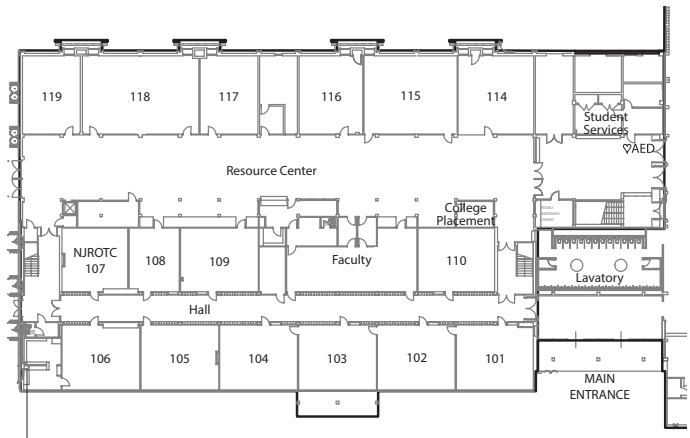 119
118
117
116
115
114
Student
Services
♡AED
Resource Center
College
Placement
NJROTC
107
108
109
Faculty
110
Lavatory
Hall
106
105
104
103
102
101
MAIN
ENTRANCE